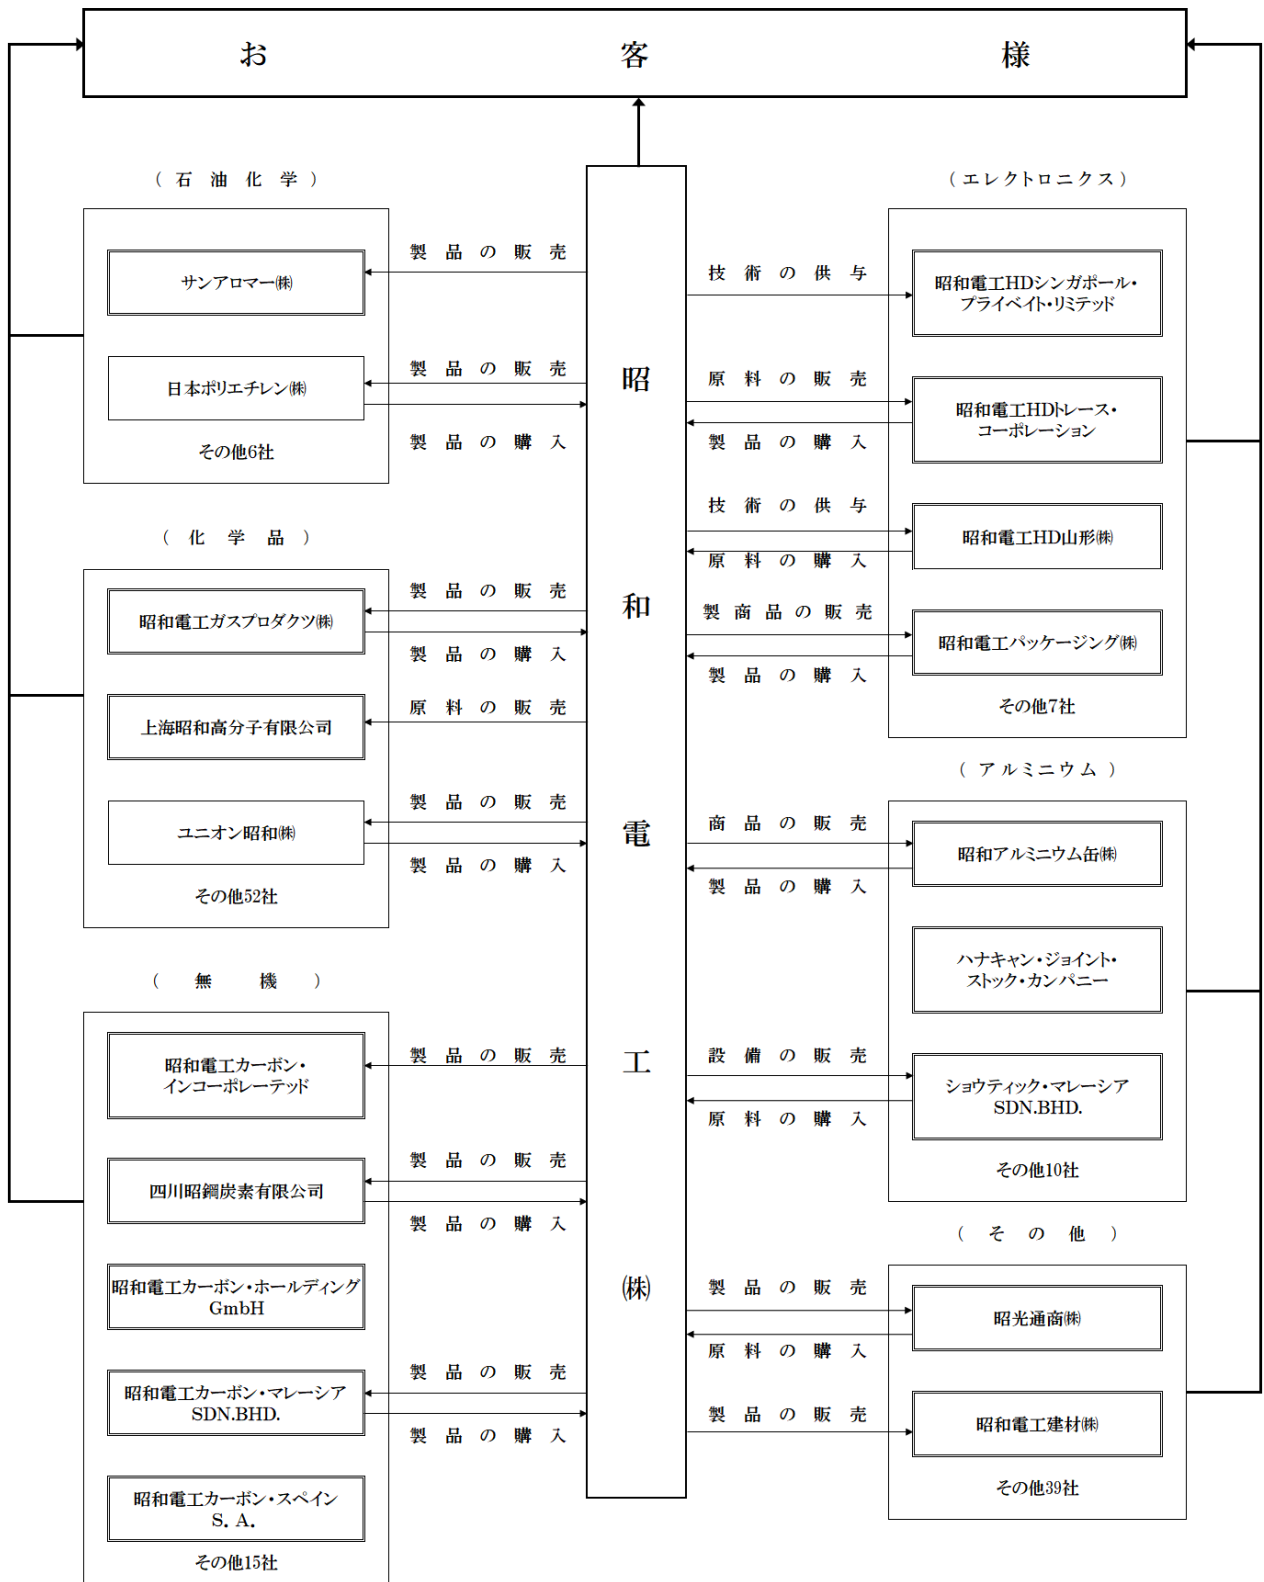 お客様
（石油化学）
製品の販売
サンアロマー㈱
製品の販売
日本ポリエチレン㈱
製品の購入
その他6社
（化学品）
製品の販売
昭和電工ガスプロダクツ㈱
製品の購入
原料の販売
上海昭和高分子有限公司
製品の販売
ユニオン昭和㈱
製品の購入
その他52社
（無機）
製品の販売
昭和電工カーボン・
インコーポレーテッド
製品の販売
四川昭鋼炭素有限公司
製品の購入
昭和電工カーボン・ホールディング
GmbH
製品の販売
昭和電工カーボン・マレーシア
SDN.BHD.
製品の購入
昭和電工カーボン・スペイン
S. A.
その他15社
昭和電工㈱
（エレクトロニクス）
技術の供与
昭和電工HDシンガポール・
プライベイト・リミテッド
原料の販売
昭和電工HDトレース・
コーポレーション
製品の購入
技術の供与
昭和電工HD山形㈱
原料の購入
製商品の販売
昭和電工パッケージング㈱
製品の購入
その他7社
（アルミニウム）
商品の販売
昭和アルミニウム缶㈱
製品の購入
ハナキャン・ジョイント・
ストック・カンパニー
設備の販売
ショウティック・マレーシア
SDN.BHD.
原料の購入
その他10社
（その他）
製品の販売
昭光通商㈱
原料の購入
製品の販売
昭和電工建材㈱
その他39社